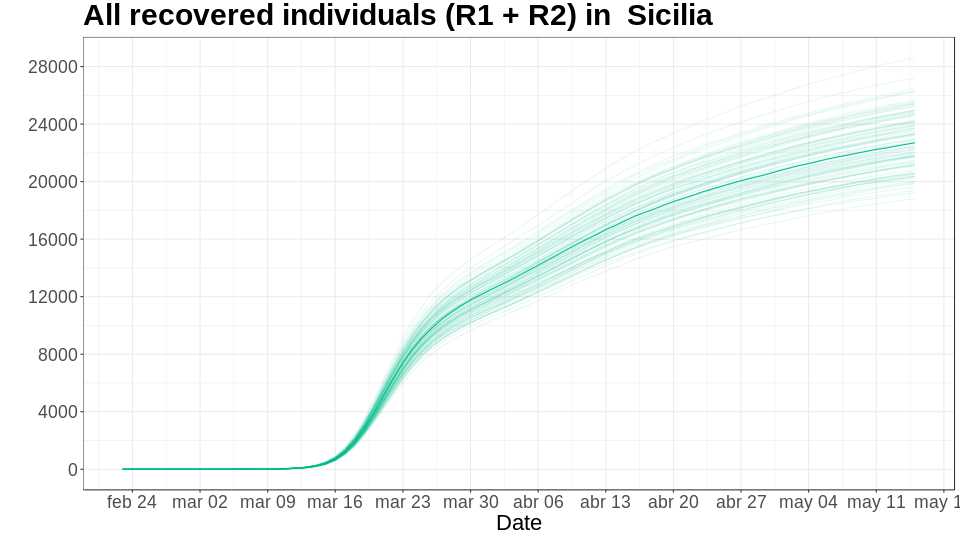 All recovered individuals (R1 + R2) in  Sicilia
28000
24000
20000
16000
12000
8000
4000
0
feb 24 mar 02 mar 09 mar 16 mar 23 mar 30 abr 06 abr 13 abr 20 abr 27 may 04 may 11 may 1
Date